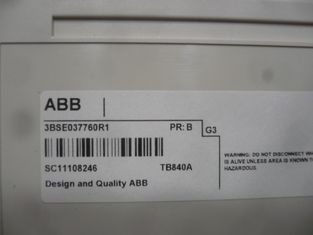 ABB
3BSE037760R1 PR: B
G3
SC11108246 TB840A
Design and Quality ABB
WARNING: DO NOT DISCONNECT
IS ALIVE UNLESS AREA IS KNOWN
HAZARDOUS.